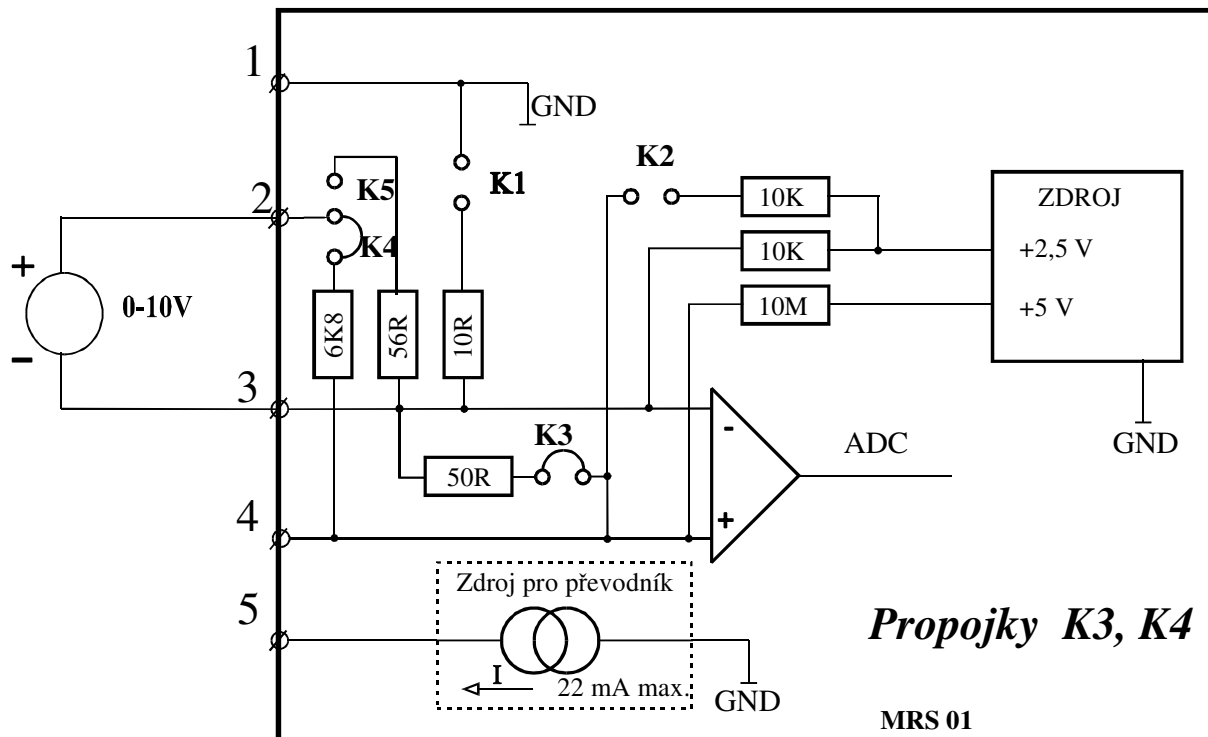 1
GND
K5
K1
K2
10K
ZDROJ
2
K4
10K
+2,5 V
+
0-10V
10M
+5 V
6K8
56R
10R
-
3
K3
-
ADC
GND
50R
4
+
Zdroj pro převodník
5
Propojky K3, K4
I
22 mA max.
GND
MRS 01